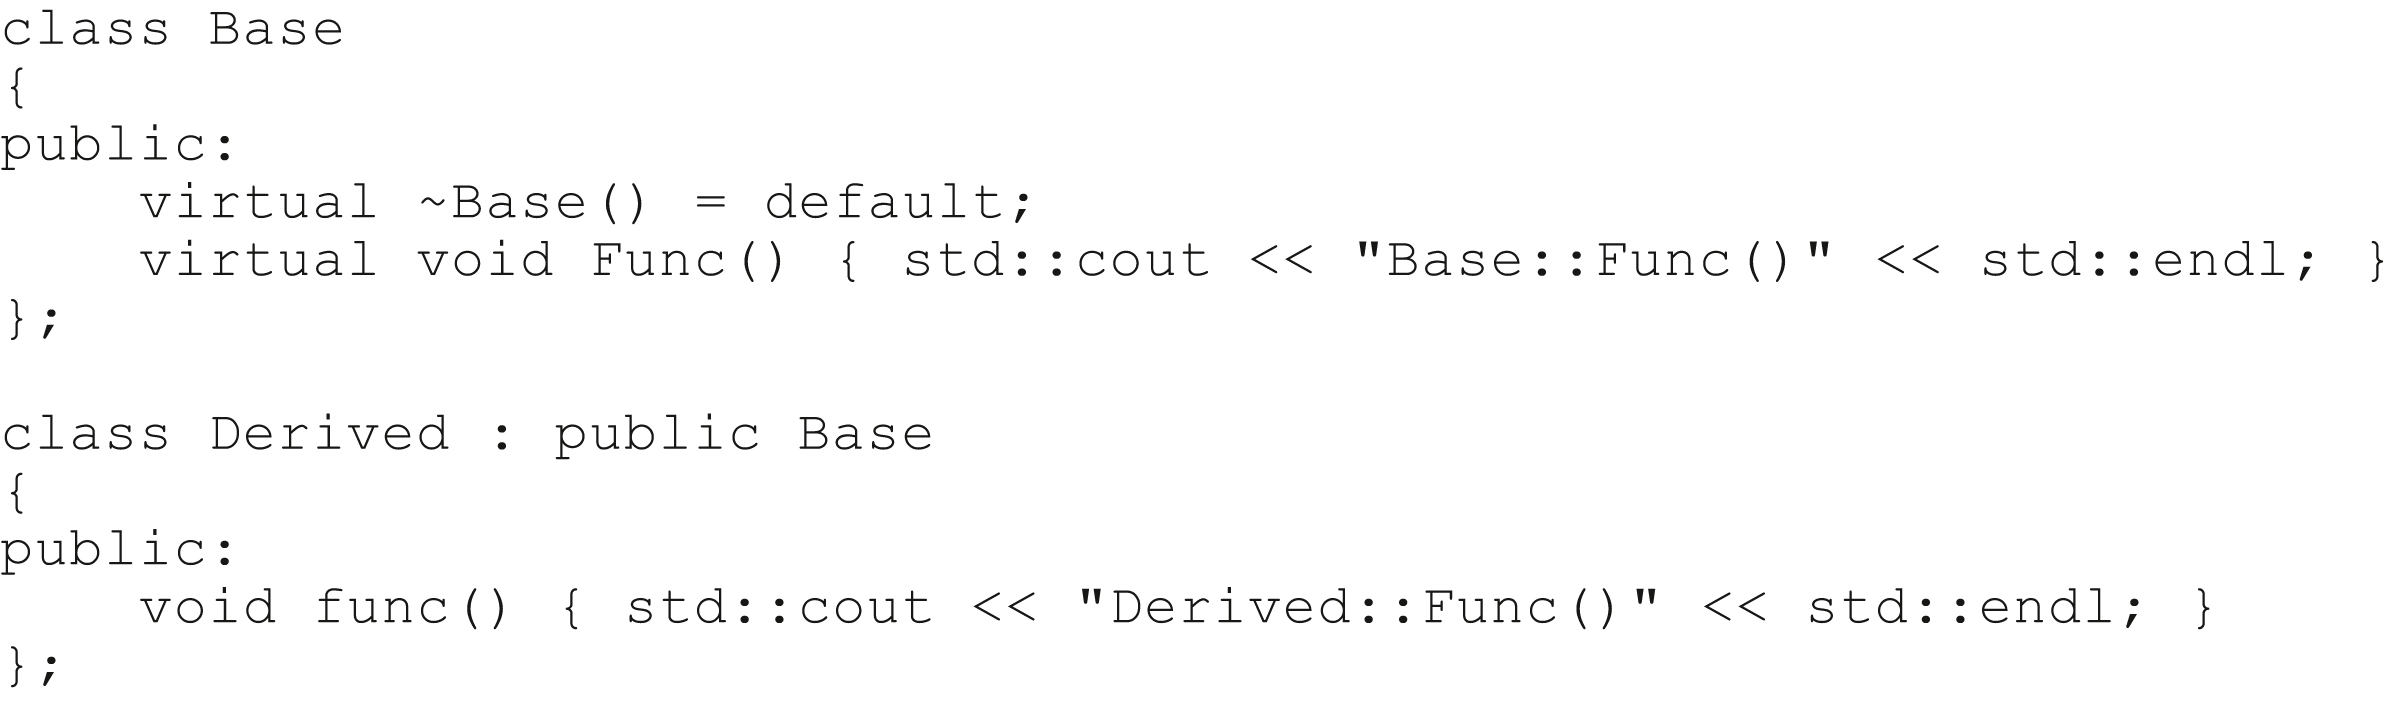 class Base
{
public:
    virtual ~Base() = default;
    virtual void Func() { std::cout << "Base::Func()" << std::endl; }
};

class Derived : public Base
{
public:
    void func() { std::cout << "Derived::Func()" << std::endl; }
};